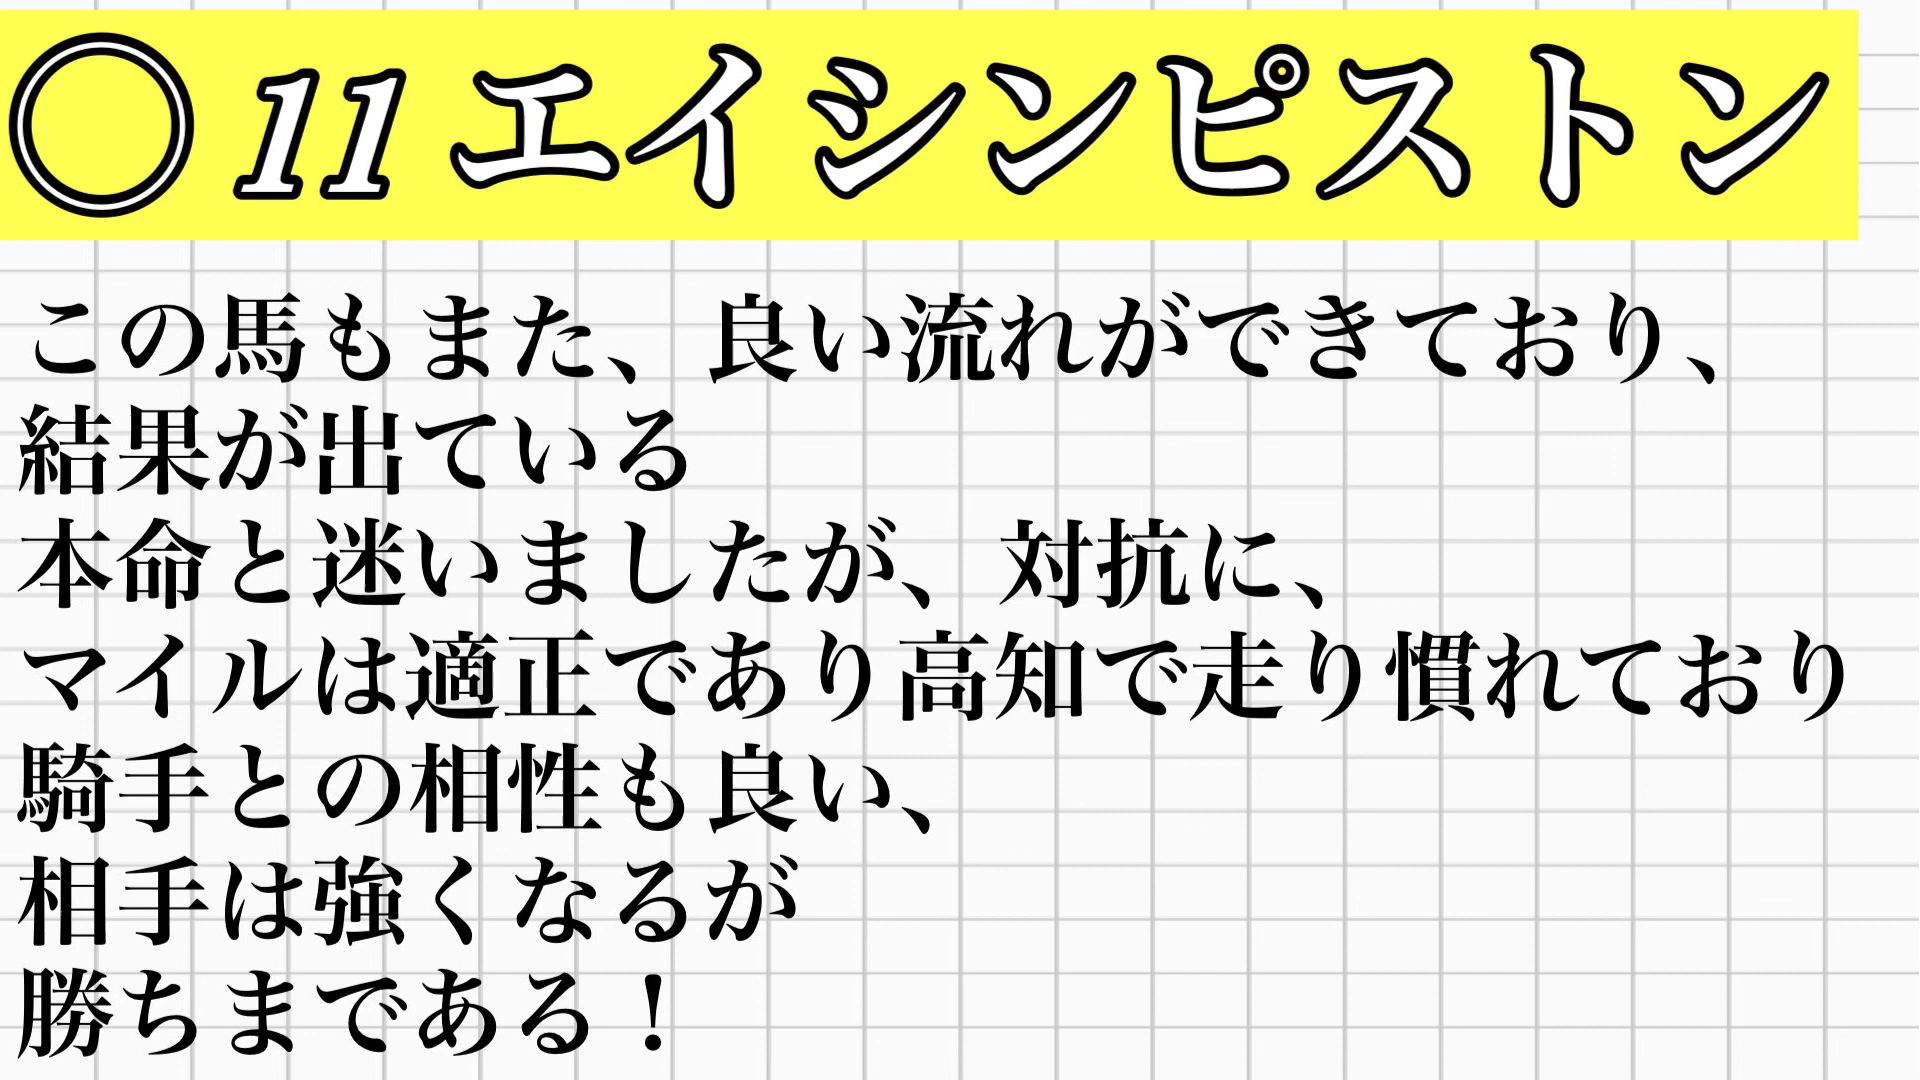 〇 11 エイシンピストン
この馬もまた、良い流れができており、
結果が出ている
本命と迷いましたが、対抗に、
マイルは適正であり高知で走り慣れており
騎手との相性も良い、
相手は強くなるが
勝ちまである！